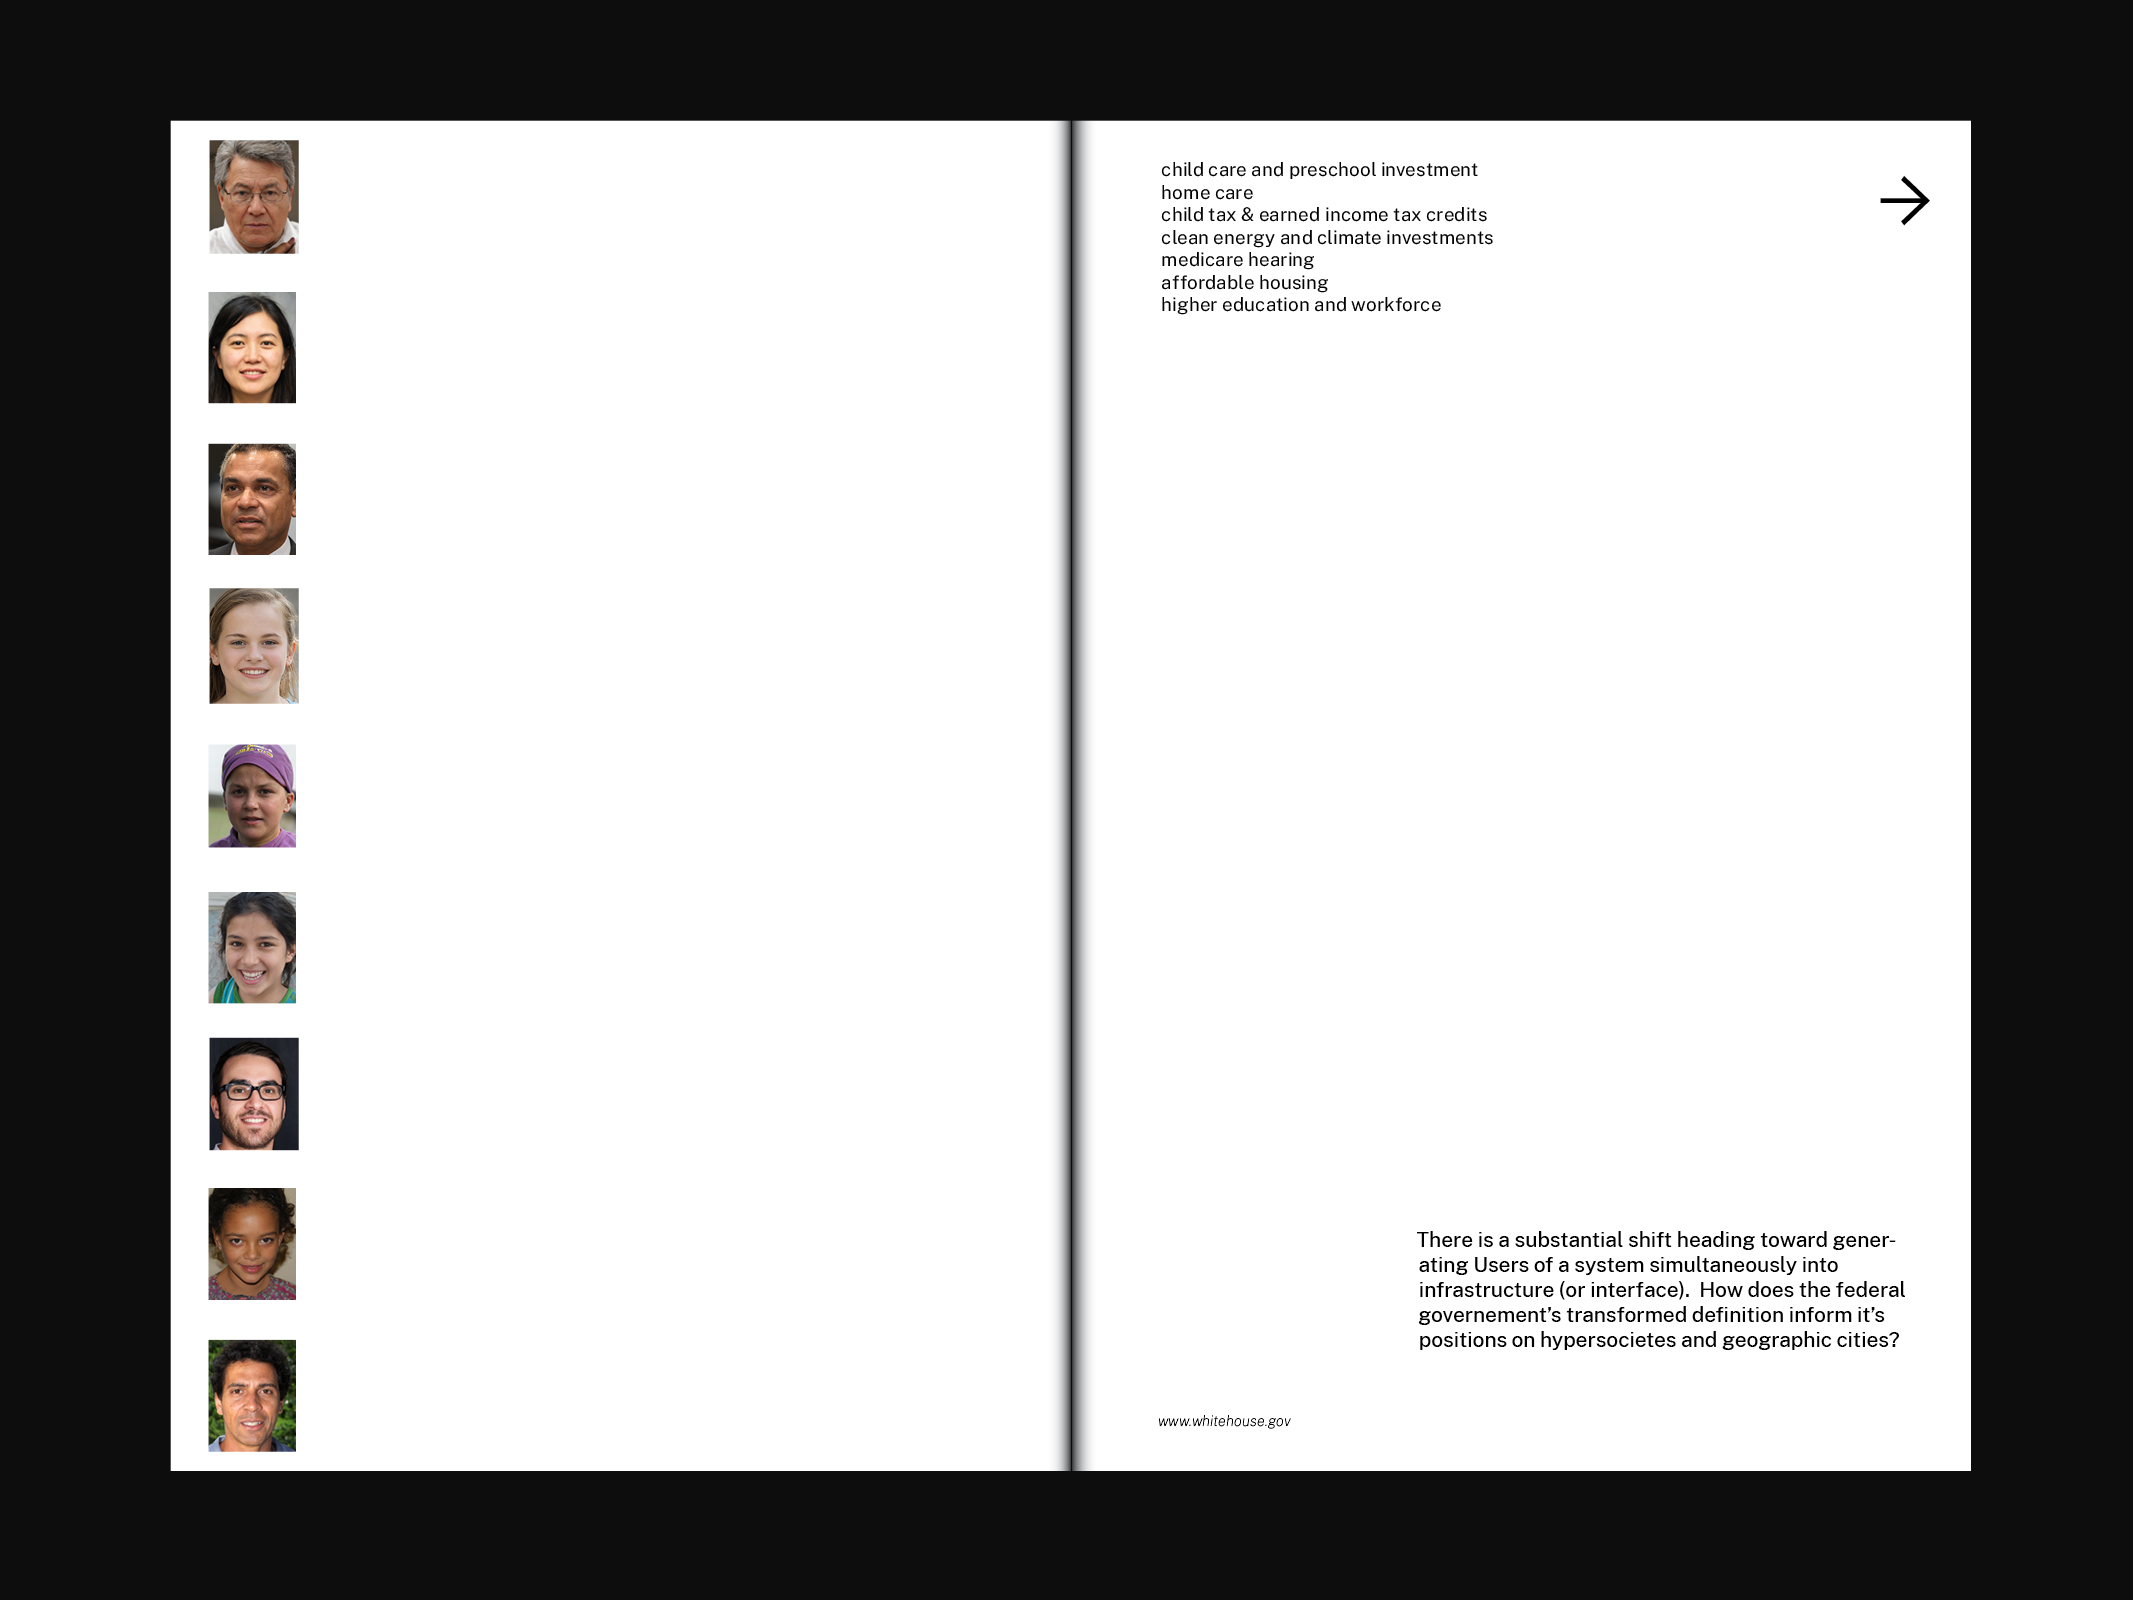 child care and preschool investment
home care
child tax & earned income tax credits
clean energy and climate investments
medicare hearing
affordable housing
higher education and workforce
There is a substantial shift heading toward gener-
ating Users of a system simultaneously into
infrastructure (or interface).  How does the federal
governement's transformed definition inform it's
positions on hypersocietes and geographic cities?
www.whitehouse.gov